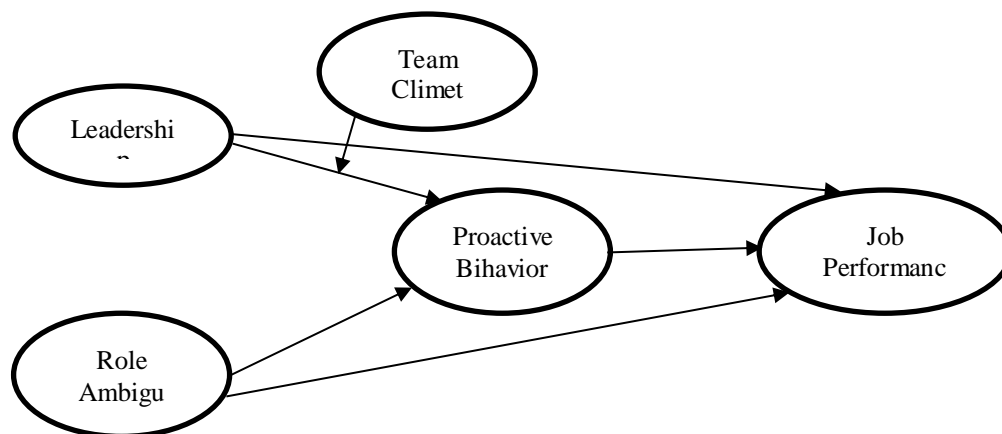 Team
Climet
Leadershi
Proactive
Bihavior
Job
Performanc
Role
Ambigu